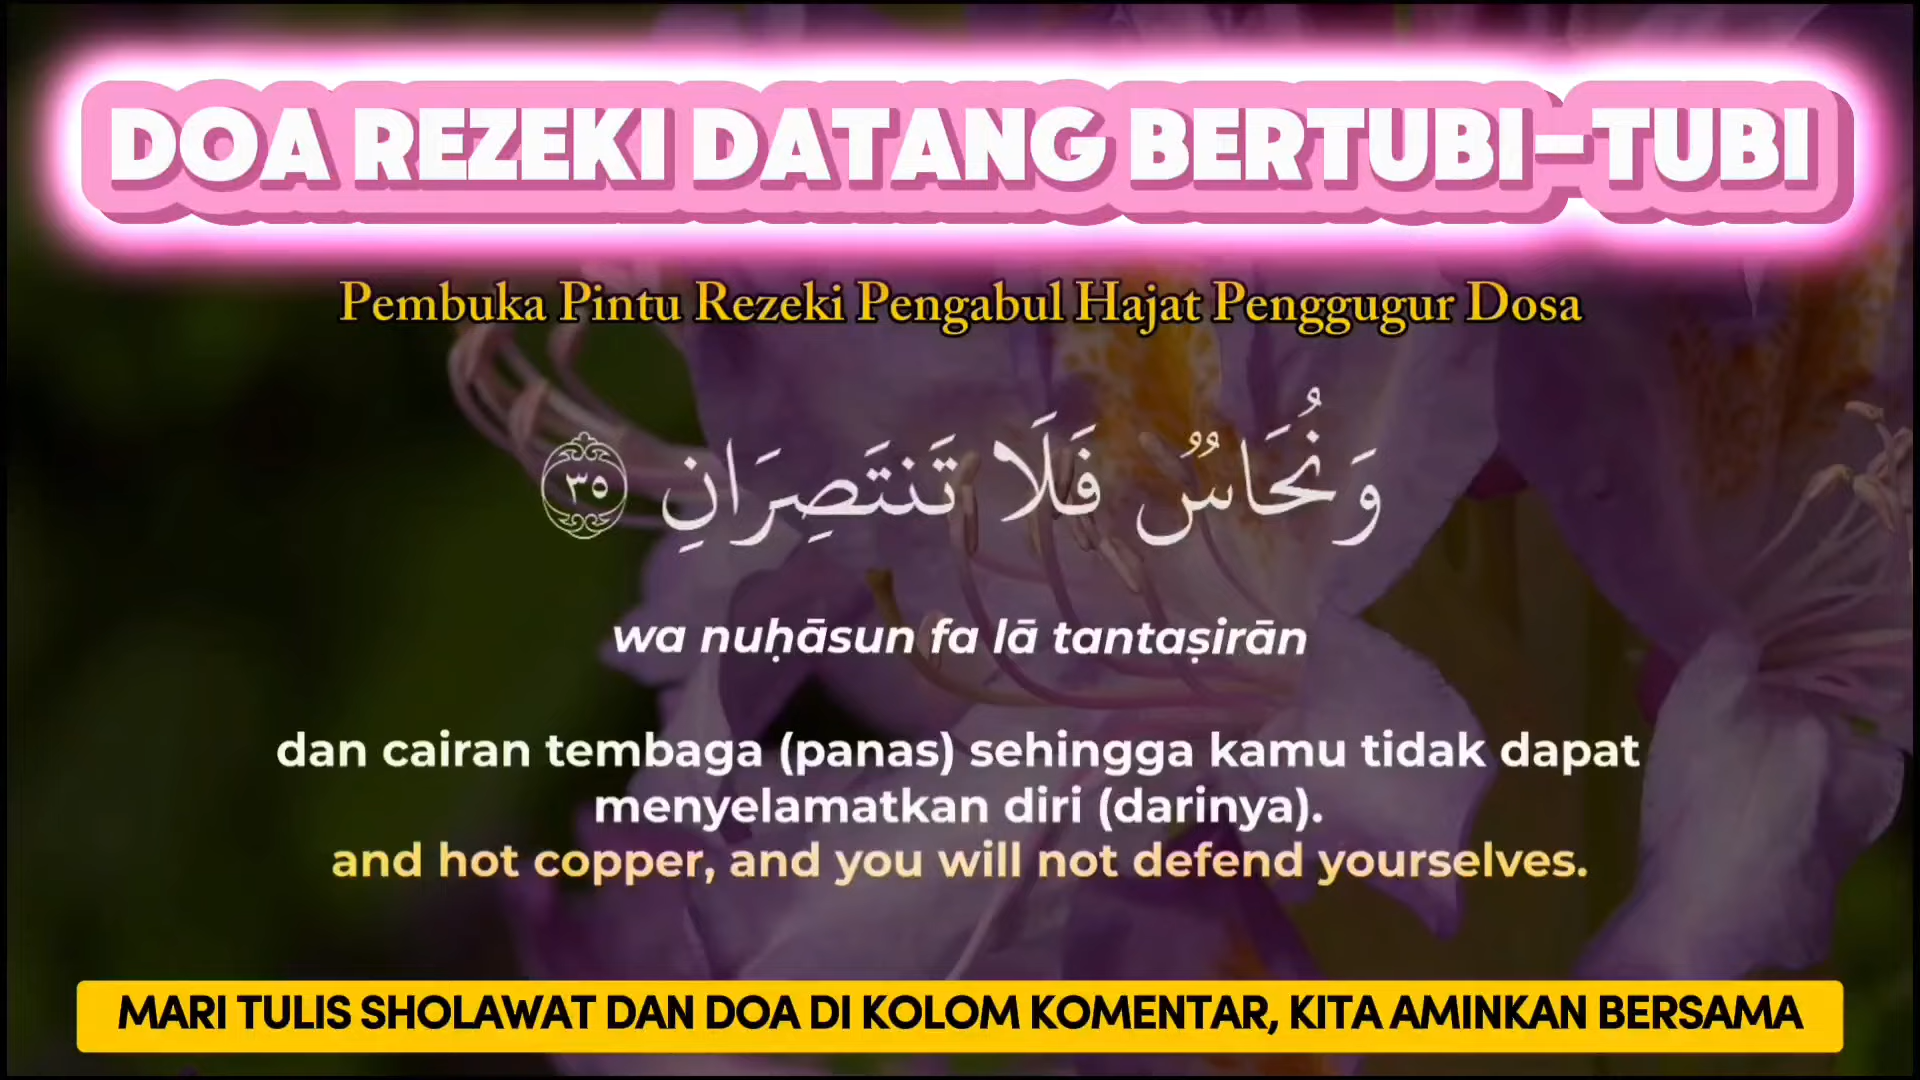 DOA REZEKI DATANG BERTUBI-TUBI
Pembuka Pintu Rezeki Pengabul Hajat Penggugur Dosa
وَنُحَاسٌ فَلَا تَنتَصِرَانِ ٣٥
wa nuḥāsun fa lā tantaṣirān
dan cairan tembaga (panas) sehingga kamu tidak dapat
menyelamatkan diri (darinya).
and hot copper, and you will not defend yourselves.
MARI TULIS SHOLAWAT DAN DOA DI KOLOM KOMENTAR, KITA AMINKAN BERSAMA